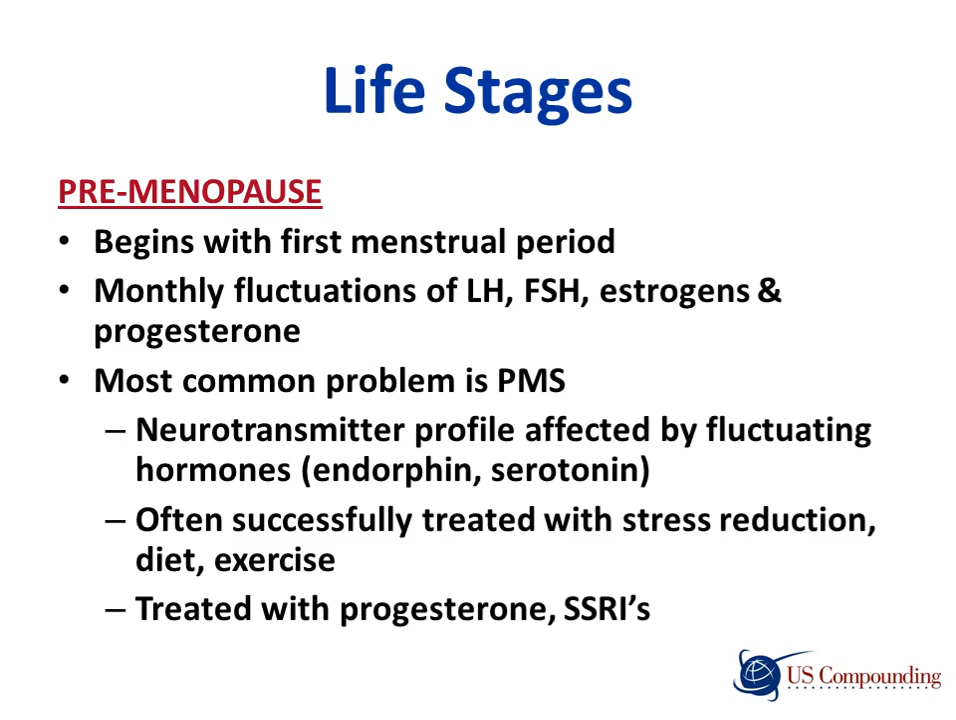 Life Stages
PRE-MENOPAUSE
• Begins with first menstrual period
• Monthly fluctuations of LH, FSH, estrogens &
progesterone
• Most common problem is PMS
– Neurotransmitter profile affected by fluctuating
hormones (endorphin, serotonin)
– Often successfully treated with stress reduction,
diet, exercise
– Treated with progesterone, SSRI’s
US Compounding